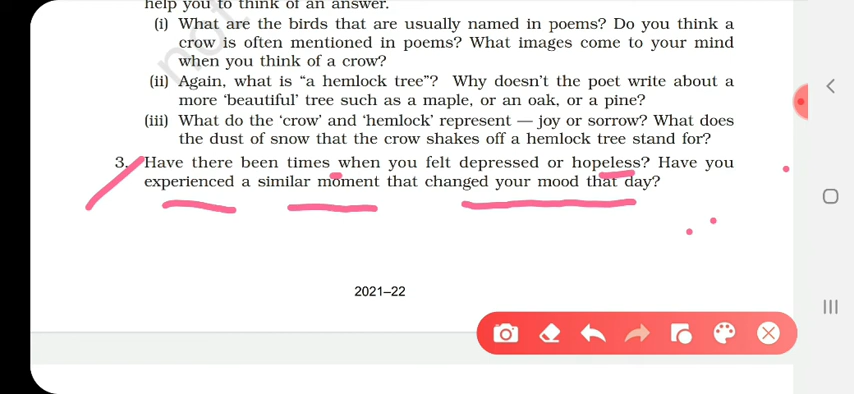 help you to think of an answer.
(i) What are the birds that are usually named in poems? Do you think a
crow is often mentioned in poems? What images come to your mind
when you think of a crow?
(ii) Again, what is “a hemlock tree”? Why doesn’t the poet write about a
more ‘beautiful’ tree such as a maple, or an oak, or a pine?
(iii) What do the ‘crow’ and ‘hemlock’ represent — joy or sorrow? What does
the dust of snow that the crow shakes off a hemlock tree stand for?
3. Have there been times when you felt depressed or hopeless? Have you
experienced a similar moment that changed your mood that day?
2021–22